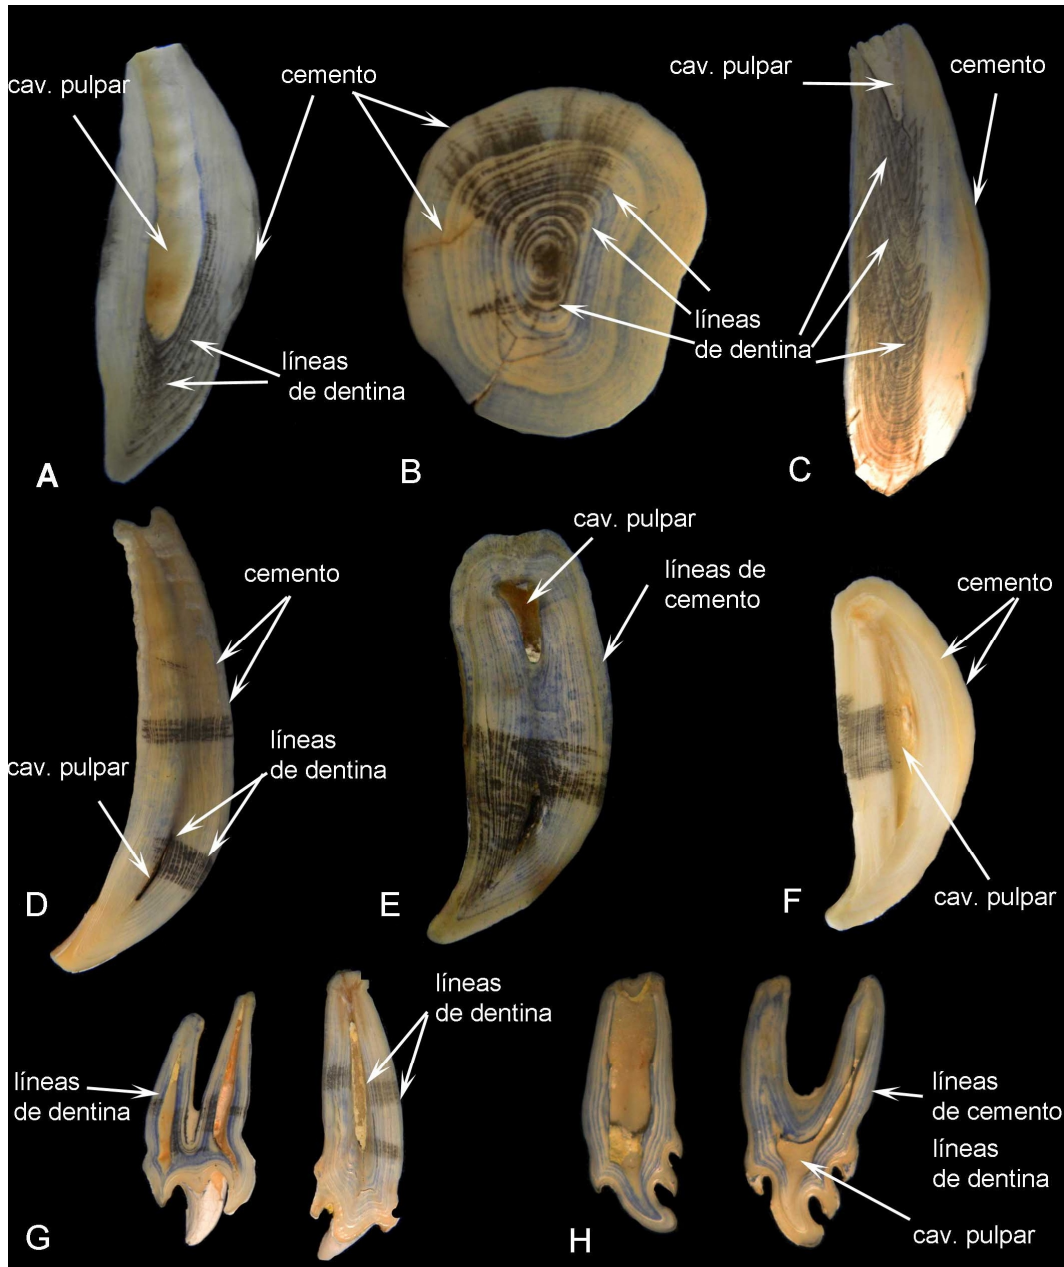 cav. pulpar
cemento
cav. pulpar
cemento
líneas
de dentina
líneas
de dentina
A
B
C
cav. pulpar
cemento
líneas de
cemento
cemento
líneas
de dentina
cav. pulpar
cav. pulpar
D
E
F
líneas
de dentina
líneas
de dentina
líneas
de cemento
líneas
de dentina
cav. pulpar
G
H